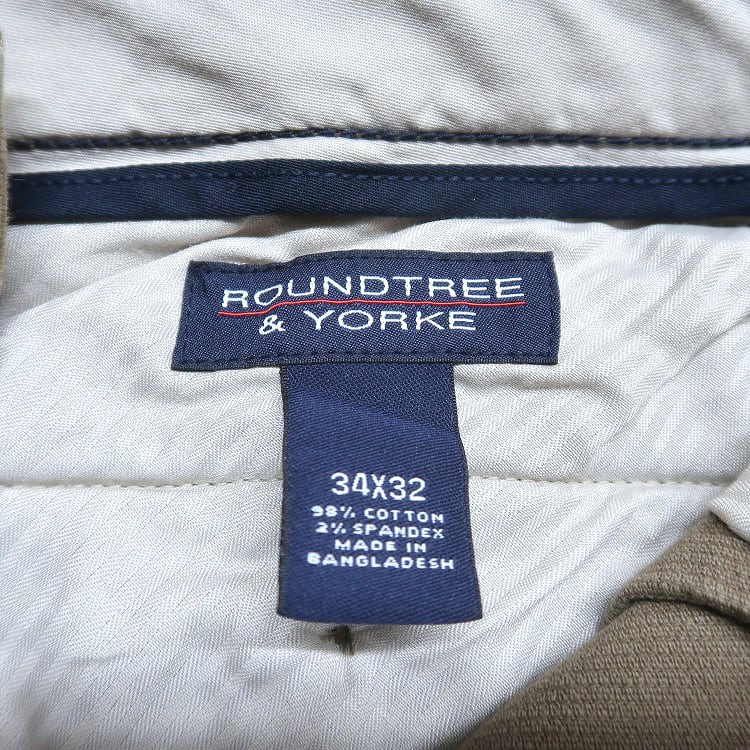 ROUNDTREE
& YORKE
34X32
98% COTTON
2% SPANDEX
MADE IN
BANGLADESH